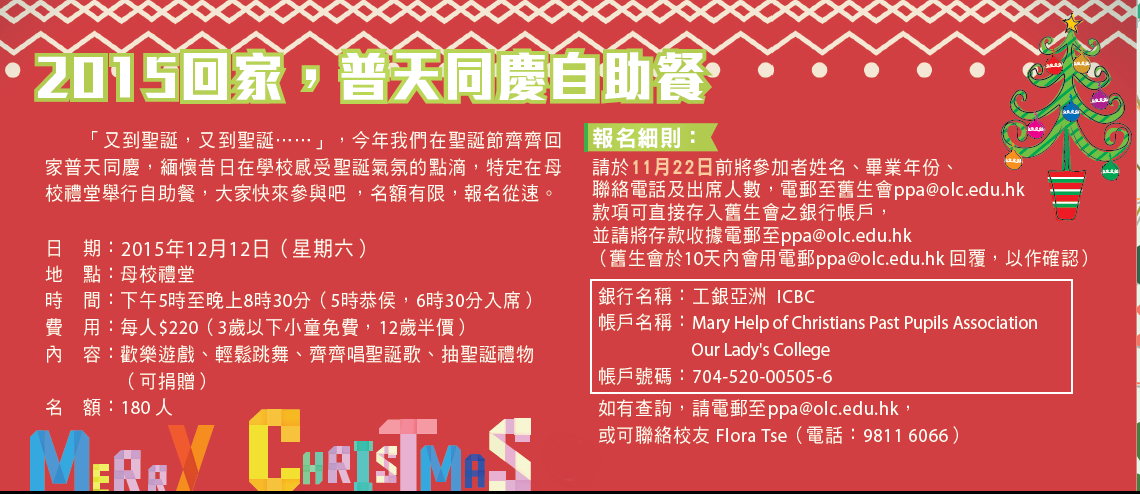 2015回家，普天同慶自助餐
「又到聖誕，又到聖誕……」，今年我們在聖誕節齊齊回
家普天同慶，緬懷昔日在學校感受聖誕氣氛的點滴，特定在母
校禮堂舉行自助餐，大家快來參與吧 ，名額有限，報名從速。
日　期：2015年12月12日（星期六）
地　點：母校禮堂
時　間：下午5時至晚上8時30分（5時恭侯，6時30分入席）
費　用：每人$220（3歲以下小童免費，12歲半價）
內　容：歡樂遊戲、輕鬆跳舞、齊齊唱聖誕歌、抽聖誕禮物
（可捐贈）
名　額：180 人
MERRY CHRISTMAS
報名細則：
請於11月22日前將參加者姓名、畢業年份、
聯絡電話及出席人數，電郵至舊生會ppa@olc.edu.hk
款項可直接存入舊生會之銀行帳戶，
並請將存款收據電郵至ppa@olc.edu.hk
（舊生會於10天內會用電郵ppa@olc.edu.hk 回覆，以作確認）
銀行名稱：工銀亞洲 ICBC
帳戶名稱：Mary Help of Christians Past Pupils Association
Our Lady's College
帳戶號碼：704-520-00505-6
如有查詢，請電郵至ppa@olc.edu.hk，
或可聯絡校友 Flora Tse（電話：9811 6066）